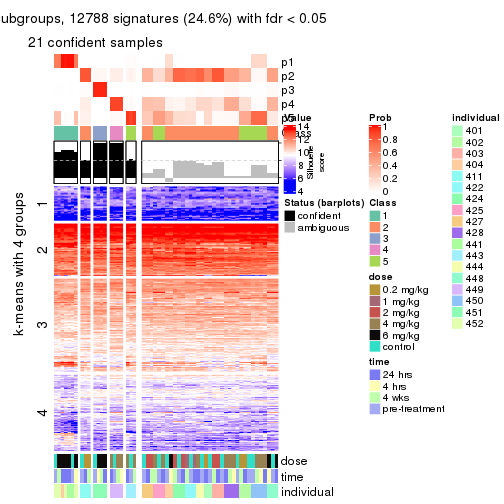 ubgroups, 12788 signatures (24.6%) with fdr < 0.05
21 confident samples
p1
p2
p3
p4
Value
14
12
10
8
6
4
Silhouette
score
Status (barplots)
confident
ambiguous
Prob
1
0.8
0.6
0.4
0.2
0
Class
1
2
3
4
5
dose
0.2 mg/kg
1 mg/kg
2 mg/kg
4 mg/kg
6 mg/kg
control
time
24 hrs
4 hrs
4 wks
pre-treatment
individual
401
402
403
404
411
422
424
425
427
428
441
443
444
448
449
450
451
452
k-means with 4 groups
1
2
3
4
dose
time
individual